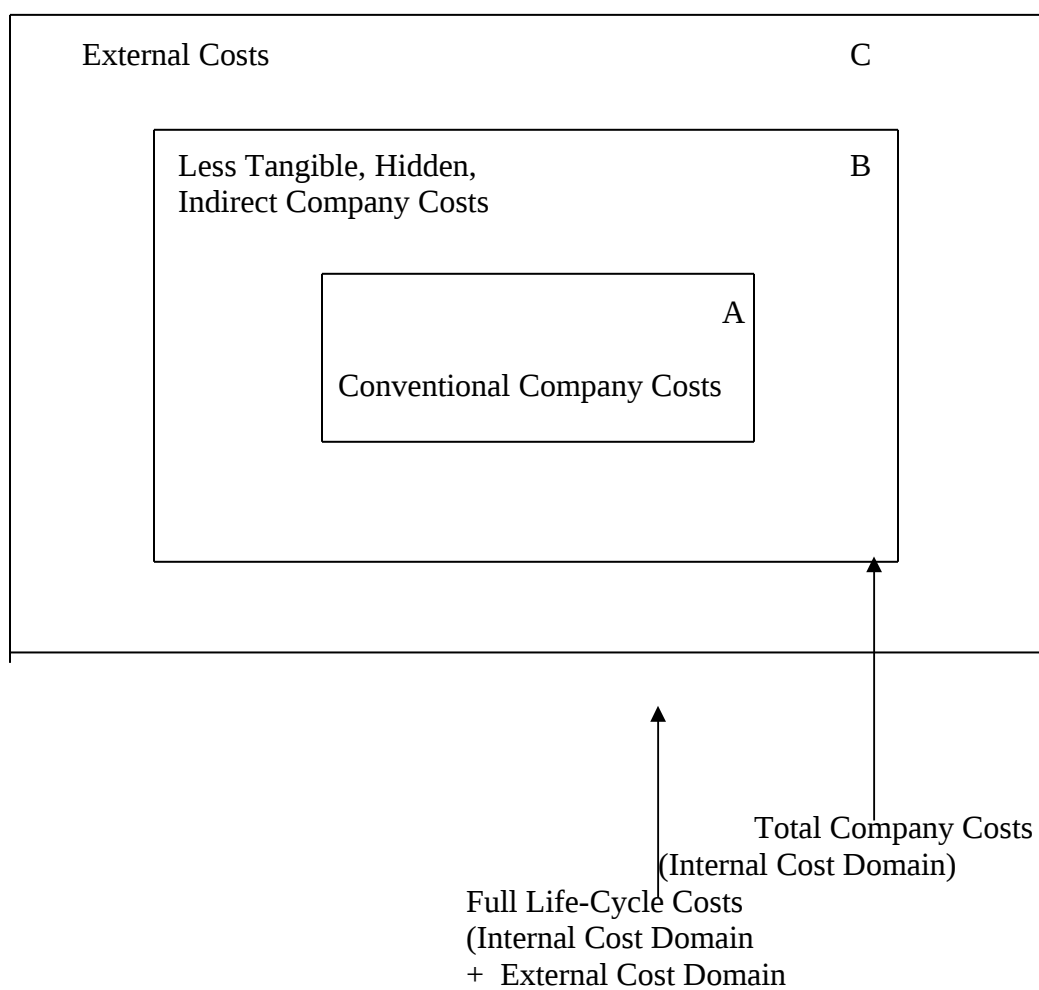 External Costs
C
Less Tangible, Hidden,
Indirect Company Costs
B
A
Conventional Company Costs
Total Company Costs
(Internal Cost Domain)
Full Life-Cycle Costs
(Internal Cost Domain
+ External Cost Domain